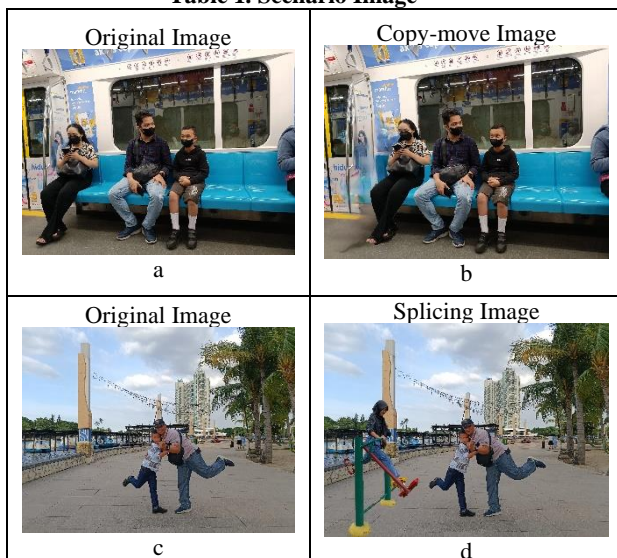 Table 1. Scenario Image
Original Image
Copy-move Image
a
b
Original Image
Splicing Image
c
d